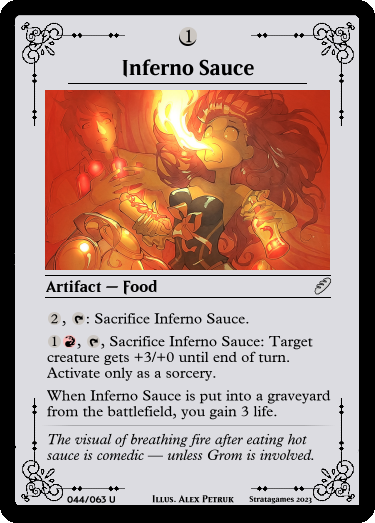 1
Inferno Sauce
Artifact — Food
2, : Sacrifice Inferno Sauce.
1 , , Sacrifice Inferno Sauce: Target
creature gets +3/+0 until end of turn.
Activate only as a sorcery.
When Inferno Sauce is put into a graveyard
from the battlefield, you gain 3 life.
The visual of breathing fire after eating hot
sauce is comedic — unless Grom is involved.
044/063 U
Illus. Alex Petruk
Stratagames 2023